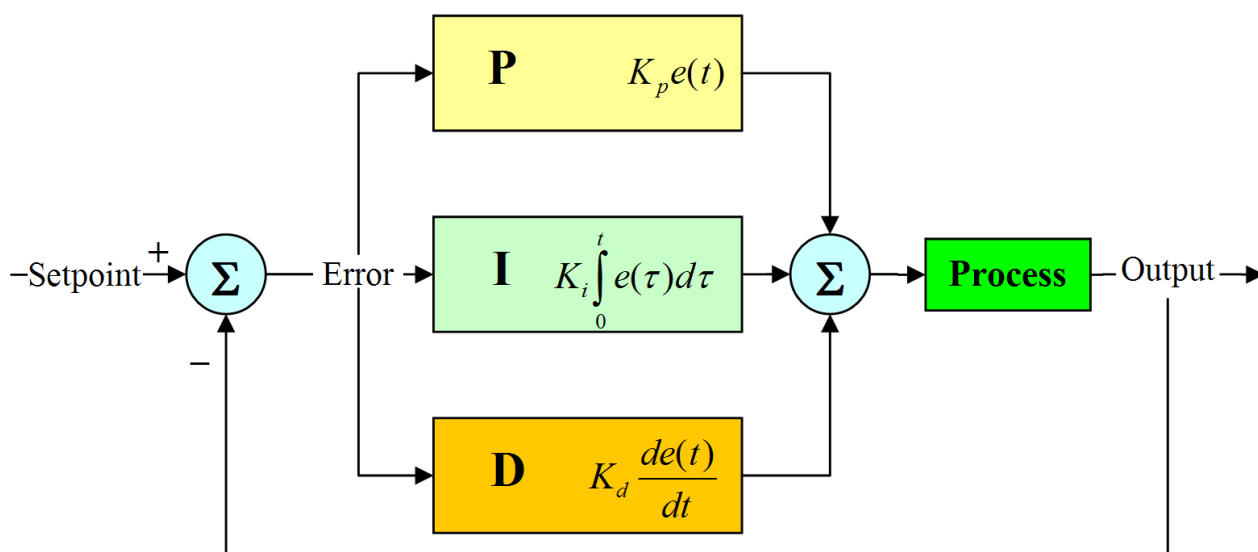 P K_p e(t)
–Setpoint + Σ Error
I K_i ∫_0^t e(τ)dτ
Σ Process Output
–
D K_d de(t)/dt